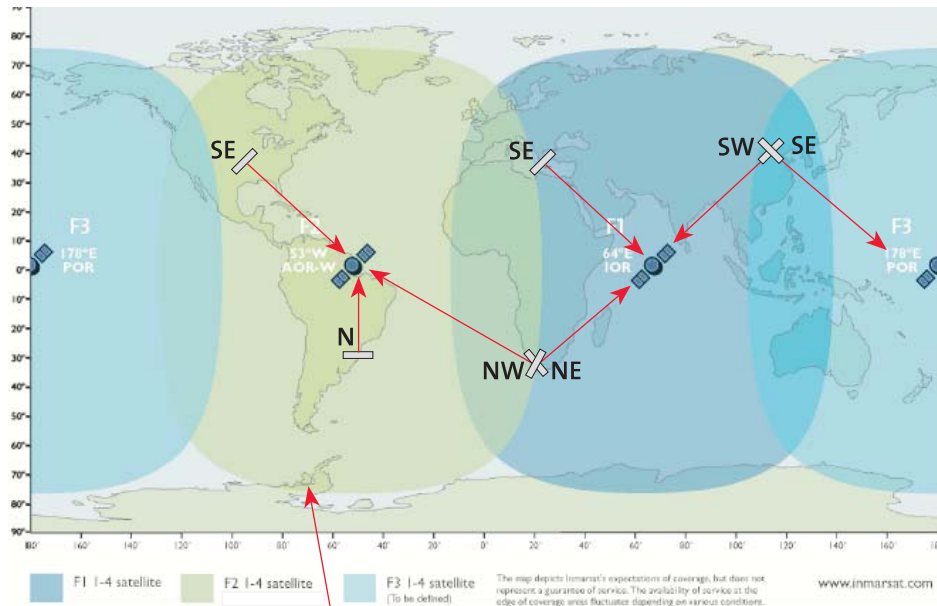 90°
80°
70°
60°
50°
40°
30°
20°
10°
0°
10°
20°
30°
40°
50°
60°
70°
80°
90°
SE
SE
SW SE
F3
178°E
POR
F2
53°W
AOR-W
F1
64°E
IOR
F3
178°E
POR
N
NW NE
180° 160° 140° 120° 100° 80° 60° 40° 20° 0° 20° 40° 60° 80° 100° 120° 140° 160° 18
F1 I-4 satellite
F2 I-4 satellite
F3 I-4 satellite
(To be defined)
The map depicts Inmarsat's expectations of coverage, but does not
represent a guarantee of service. The availability of service at the
edge of coverage areas fluctuates depending on various conditions.
www.inmarsat.com